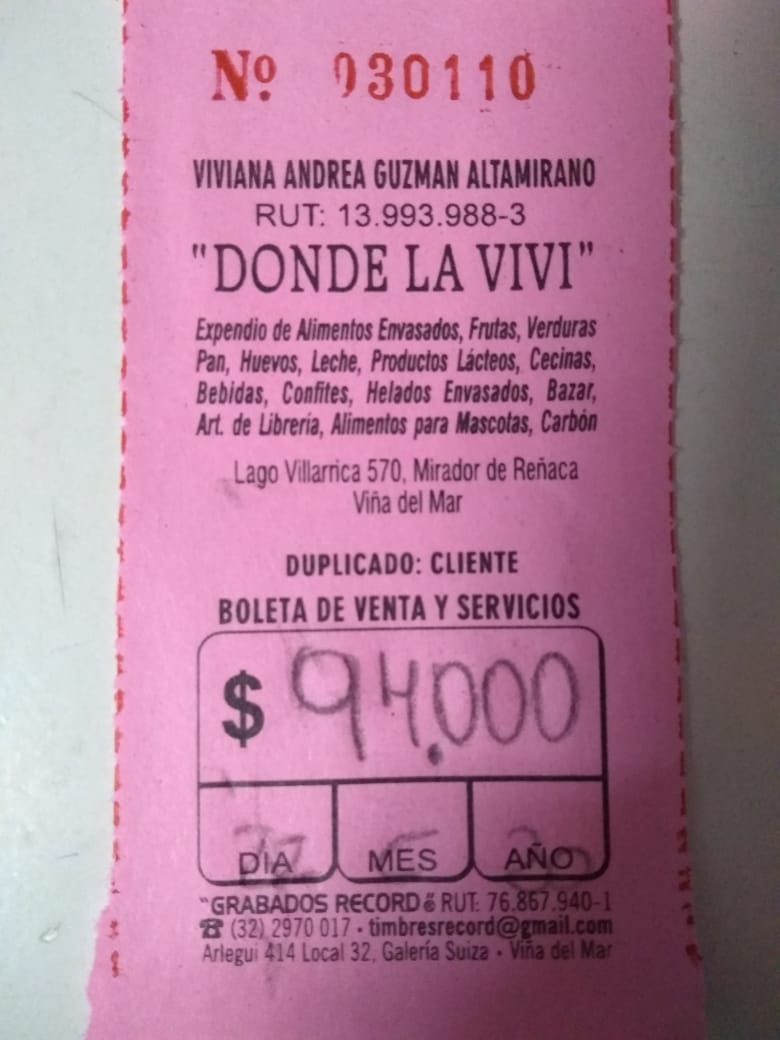 Nº 030110
VIVIANA ANDREA GUZMAN ALTAMIRANO
RUT: 13.993.988-3
"DONDE LA VIVI"
Expendio de Alimentos Envasados, Frutas, Verduras
Pan, Huevos, Leche, Productos Lácteos, Cecinas,
Bebidas, Confites, Helados Envasados, Bazar,
Art. de Librería, Alimentos para Mascotas, Carbón
Lago Villarrica 570, Mirador de Reñaca
Viña del Mar
DUPLICADO: CLIENTE
BOLETA DE VENTA Y SERVICIOS
$ 94.000
DIA MES AÑO
"GRABADOS RECORD" RUT: 76.867.940-1
☎ (32) 2970 017 - timbresrecord@gmail.com
Arlegui 414 Local 32, Galería Suiza - Viña del Mar